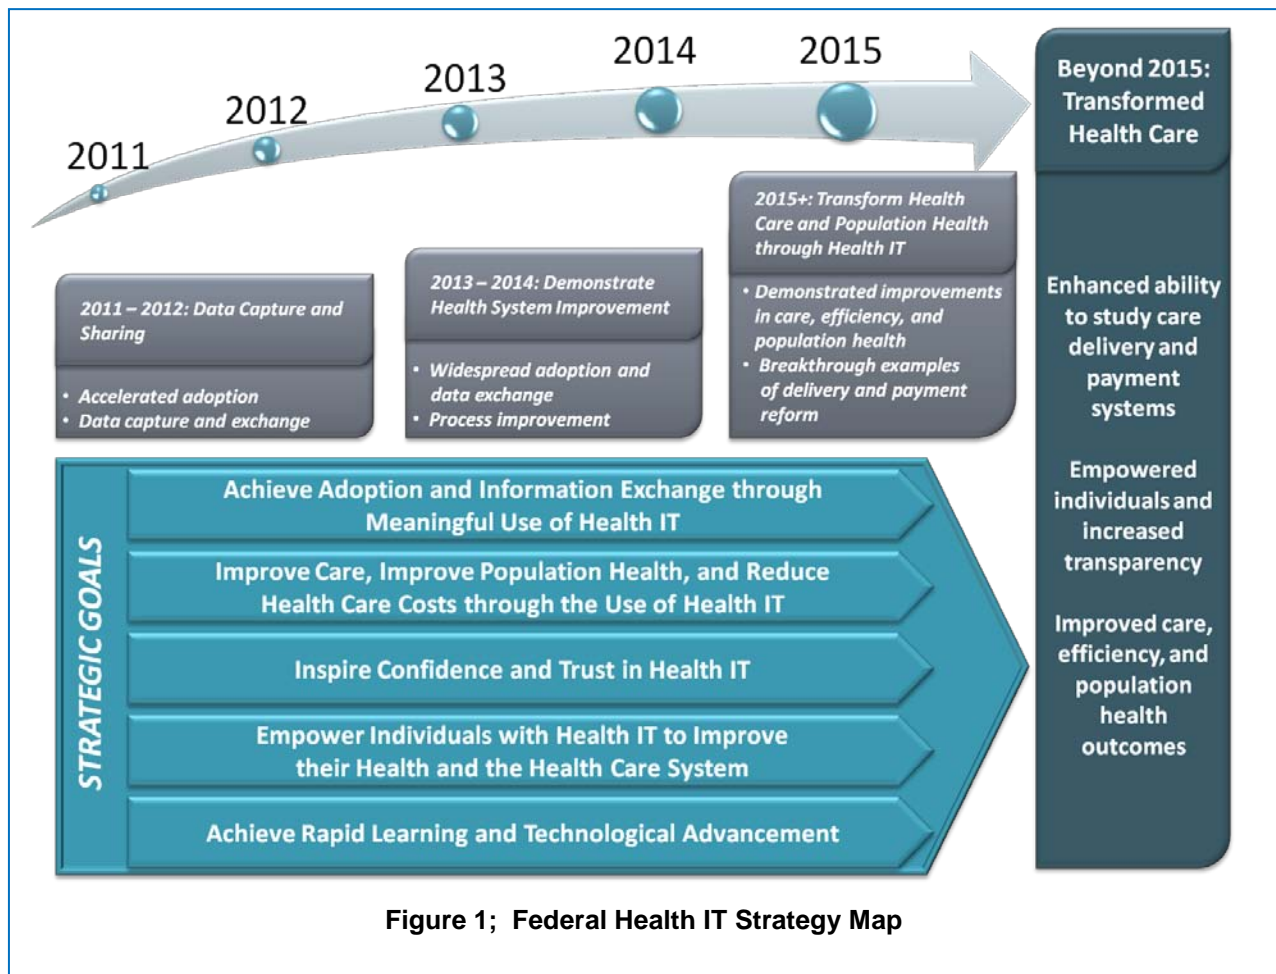 2011
2012
2013
2014
2015
2011 – 2012: Data Capture and
Sharing
• Accelerated adoption
• Data capture and exchange
2013 – 2014: Demonstrate
Health System Improvement
• Widespread adoption and
data exchange
• Process improvement
2015+: Transform Health
Care and Population Health
through Health IT
• Demonstrated improvements
in care, efficiency, and
population health
• Breakthrough examples
of delivery and payment
reform
Beyond 2015:
Transformed
Health Care
Enhanced ability
to study care
delivery and
payment
systems
Empowered
individuals and
increased
transparency
Improved care,
efficiency, and
population
health
outcomes
STRATEGIC GOALS
Achieve Adoption and Information Exchange through
Meaningful Use of Health IT
Improve Care, Improve Population Health, and Reduce
Health Care Costs through the Use of Health IT
Inspire Confidence and Trust in Health IT
Empower Individuals with Health IT to Improve
their Health and the Health Care System
Achieve Rapid Learning and Technological Advancement
Figure 1;  Federal Health IT Strategy Map